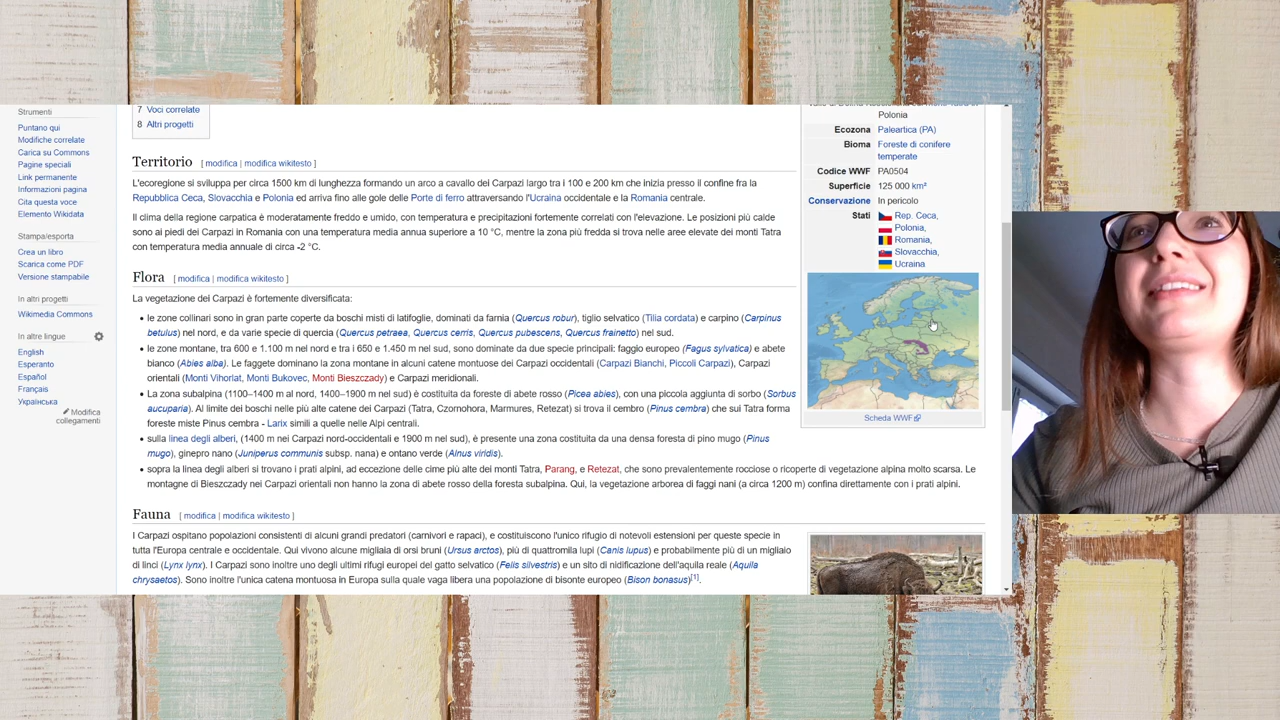 Strumenti
Puntano qui
Modifiche correlate
Carica su Commons
Pagine speciali
Link permanente
Informazioni pagina
Cita questa voce
Elemento Wikidata
Stampa/esporta
Crea un libro
Scarica come PDF
Versione stampabile
In altri progetti
Wikimedia Commons
In altre lingue
English
Esperanto
Español
Français
Українська
Modifica
collegamenti
7 Voci correlate
8 Altri progetti
Territorio [ modifica | modifica wikitesto ]
L'ecoregione si sviluppa per circa 1500 km di lunghezza formando un arco a cavallo dei Carpazi largo tra i 100 e 200 km che inizia presso il confine fra la
Repubblica Ceca, Slovacchia e Polonia ed arriva fino alle gole delle Porte di ferro attraversando l'Ucraina occidentale e la Romania centrale.
Il clima della regione carpatica è moderatamente freddo e umido, con temperatura e precipitazioni fortemente correlati con l'elevazione. Le posizioni più calde
sono ai piedi dei Carpazi in Romania con una temperatura media annua superiore a 10 °C, mentre la zona più fredda si trova nelle aree elevate dei monti Tatra
con temperatura media annuale di circa -2 °C.
Flora [ modifica | modifica wikitesto ]
La vegetazione dei Carpazi è fortemente diversificata:
• le zone collinari sono in gran parte coperte da boschi misti di latifoglie, dominati da farnia (Quercus robur), tiglio selvatico (Tilia cordata) e carpino (Carpinus
betulus) nel nord, e da varie specie di quercia (Quercus petraea, Quercus cerris, Quercus pubescens, Quercus frainetto) nel sud.
• le zone montane, tra 600 e 1.100 m nel nord e tra i 650 e 1.450 m nel sud, sono dominate da due specie principali: faggio europeo (Fagus sylvatica) e abete
bianco (Abies alba). Le faggete dominano la zona montane in alcuni catene montuose dei Carpazi occidentali (Carpazi Bianchi, Piccoli Carpazi), Carpazi
orientali (Monti Vihorlat, Monti Bukovec, Monti Bieszczady) e Carpazi meridionali.
• La zona subalpina (1100–1400 m al nord, 1400–1900 m nel sud) è costituita da foreste di abete rosso (Picea abies), con una piccola aggiunta di sorbo (Sorbus
aucuparia). Al limite dei boschi nelle più alte catene dei Carpazi (Tatra, Czornohora, Marmures, Retezat) si trova il cembro (Pinus cembra) che sui Tatra forma
foreste miste Pinus cembra - Larix simili a quelle nelle Alpi centrali.
• sulla linea degli alberi, (1400 m nei Carpazi nord-occidentali e 1900 m nel sud), è presente una zona costituita da una densa foresta di pino mugo (Pinus
mugo), ginepro nano (Juniperus communis subsp. nana) e ontano verde (Alnus viridis).
• sopra la linea degli alberi si trovano i prati alpini, ad eccezione delle cime più alte dei monti Tatra, Parang, e Retezat, che sono prevalentemente rocciose o ricoperte di vegetazione alpina molto scarsa. Le
montagne di Bieszczady nei Carpazi orientali non hanno la zona di abete rosso della foresta subalpina. Qui, la vegetazione arborea di faggi nani (a circa 1200 m) confina direttamente con i prati alpini.
Fauna [ modifica | modifica wikitesto ]
I Carpazi ospitano popolazioni consistenti di alcuni grandi predatori (carnivori e rapaci), e costituiscono l'unico rifugio di notevoli estensioni per queste specie in
tutta l'Europa centrale e occidentale. Qui vivono alcune migliaia di orsi bruni (Ursus arctos), più di quattromila lupi (Canis lupus) e probabilmente più di un migliaio
di linci (Lynx lynx). I Carpazi sono inoltre uno degli ultimi rifugi europei del gatto selvatico (Felis silvestris) e un sito di nidificazione dell'aquila reale (Aquila
chrysaetos). Sono inoltre l'unica catena montuosa in Europa sulla quale vaga libera una popolazione di bisonte europeo (Bison bonasus)[1].
Polonia
Ecozona Paleartica (PA)
Bioma Foreste di conifere
temperate
Codice WWF PA0504
Superficie 125 000 km²
Conservazione In pericolo
Stati Rep. Ceca,
Polonia,
Romania,
Slovacchia,
Ucraina
Scheda WWF